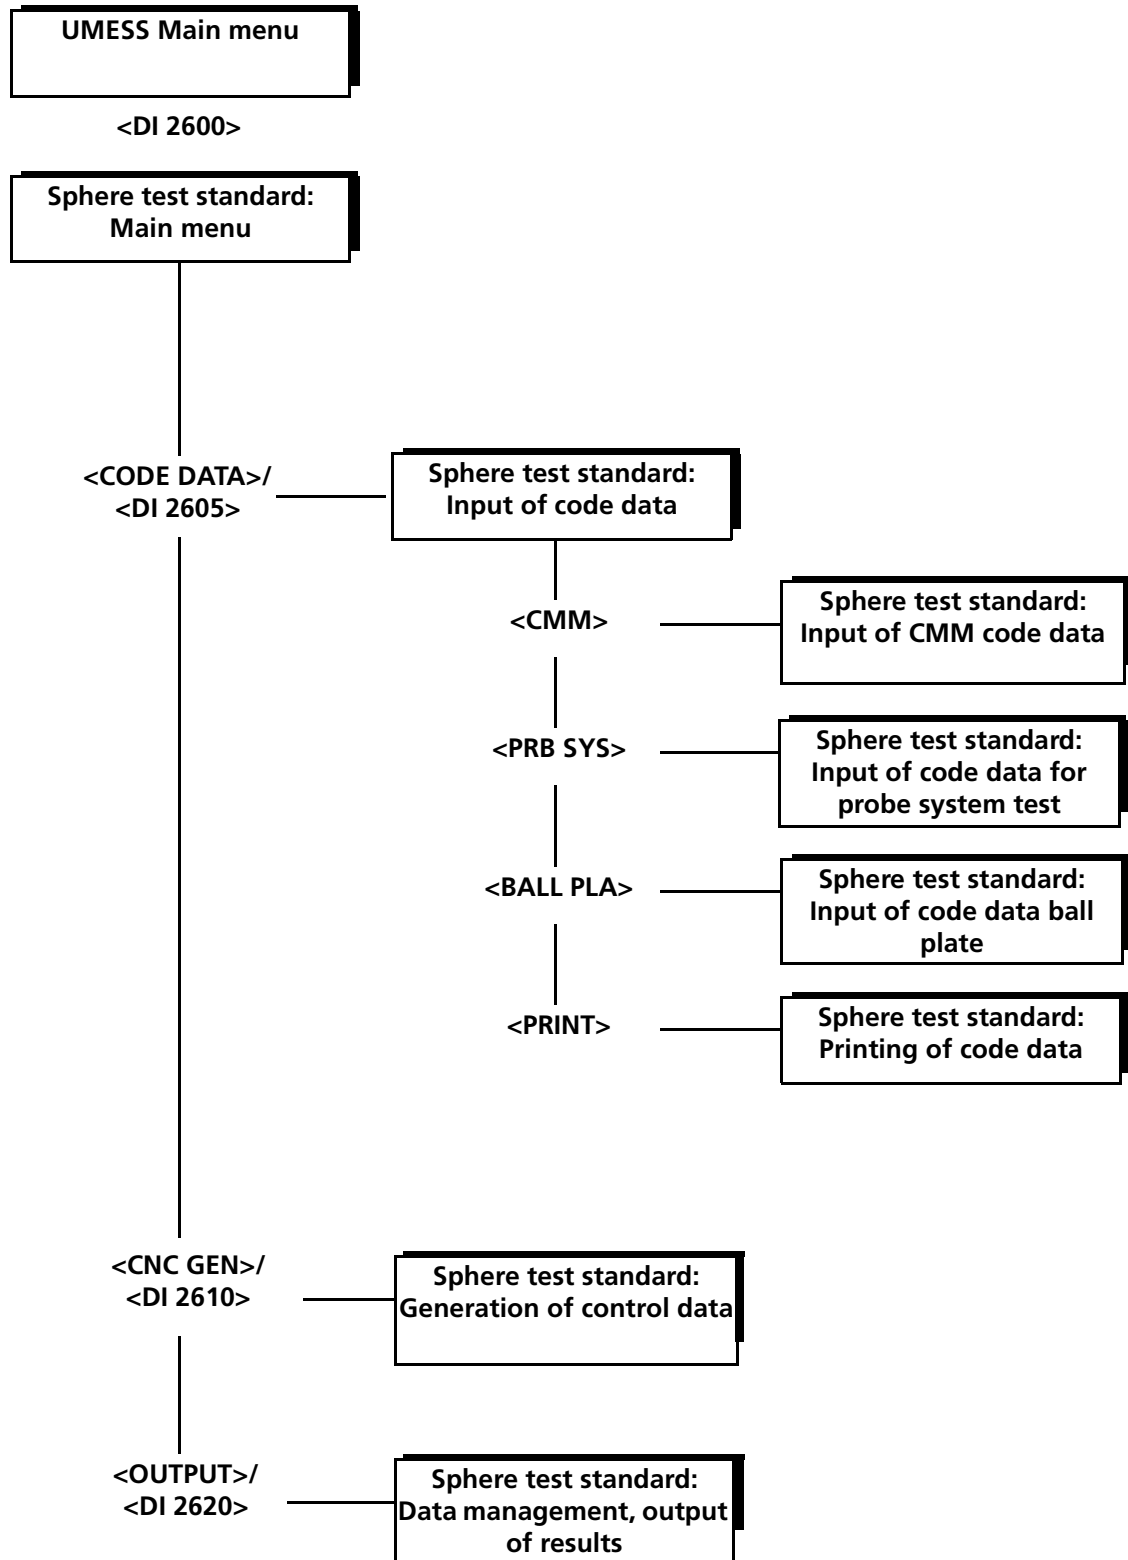 UMESS Main menu
<DI 2600>
Sphere test standard:
Main menu
<CODE DATA>/
<DI 2605>
Sphere test standard:
Input of code data
<CMM>
Sphere test standard:
Input of CMM code data
<PRB SYS>
Sphere test standard:
Input of code data for
probe system test
<BALL PLA>
Sphere test standard:
Input of code data ball
plate
<PRINT>
Sphere test standard:
Printing of code data
<CNC GEN>/
<DI 2610>
Sphere test standard:
Generation of control data
<OUTPUT>/
<DI 2620>
Sphere test standard:
Data management, output
of results